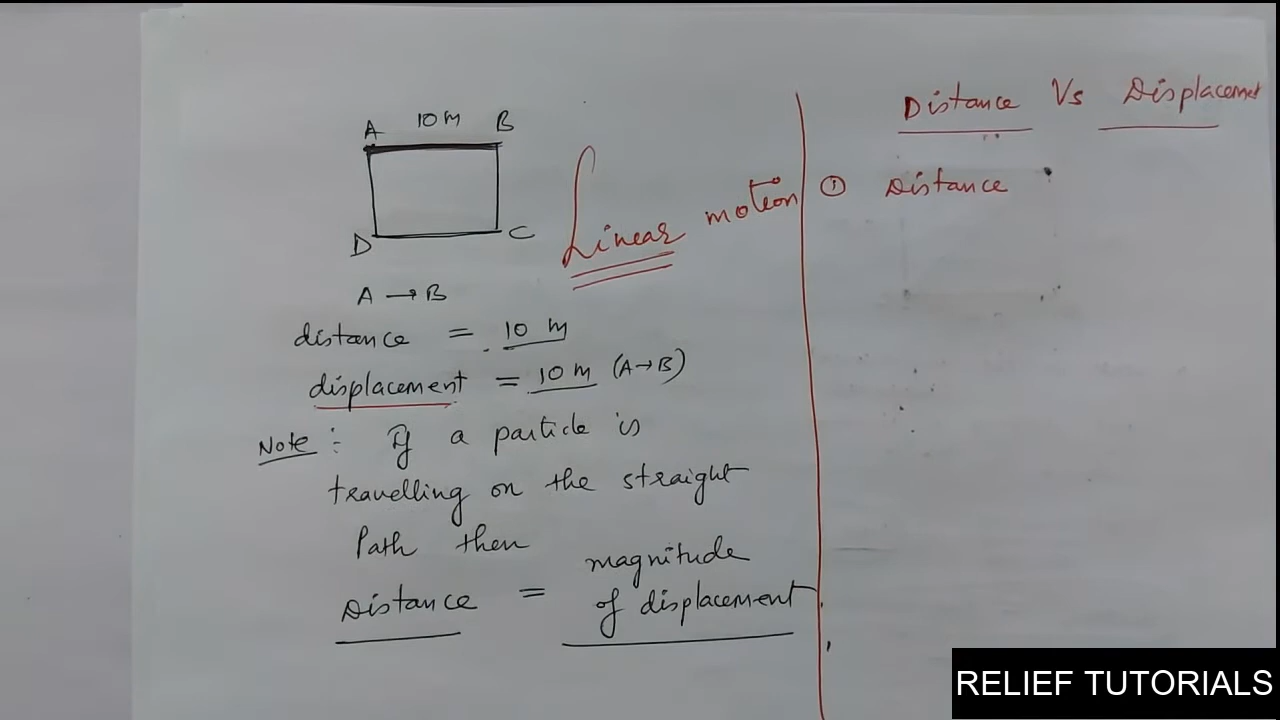 A 10 m B
D C
Linear motion
A → B
distance = 10 m
displacement = 10 m (A→B)
Note :- If a particle is
travelling on the straight
Path then
Distance = magnitude
of displacement
Distance Vs Displacement
① Distance
RELIEF TUTORIALS